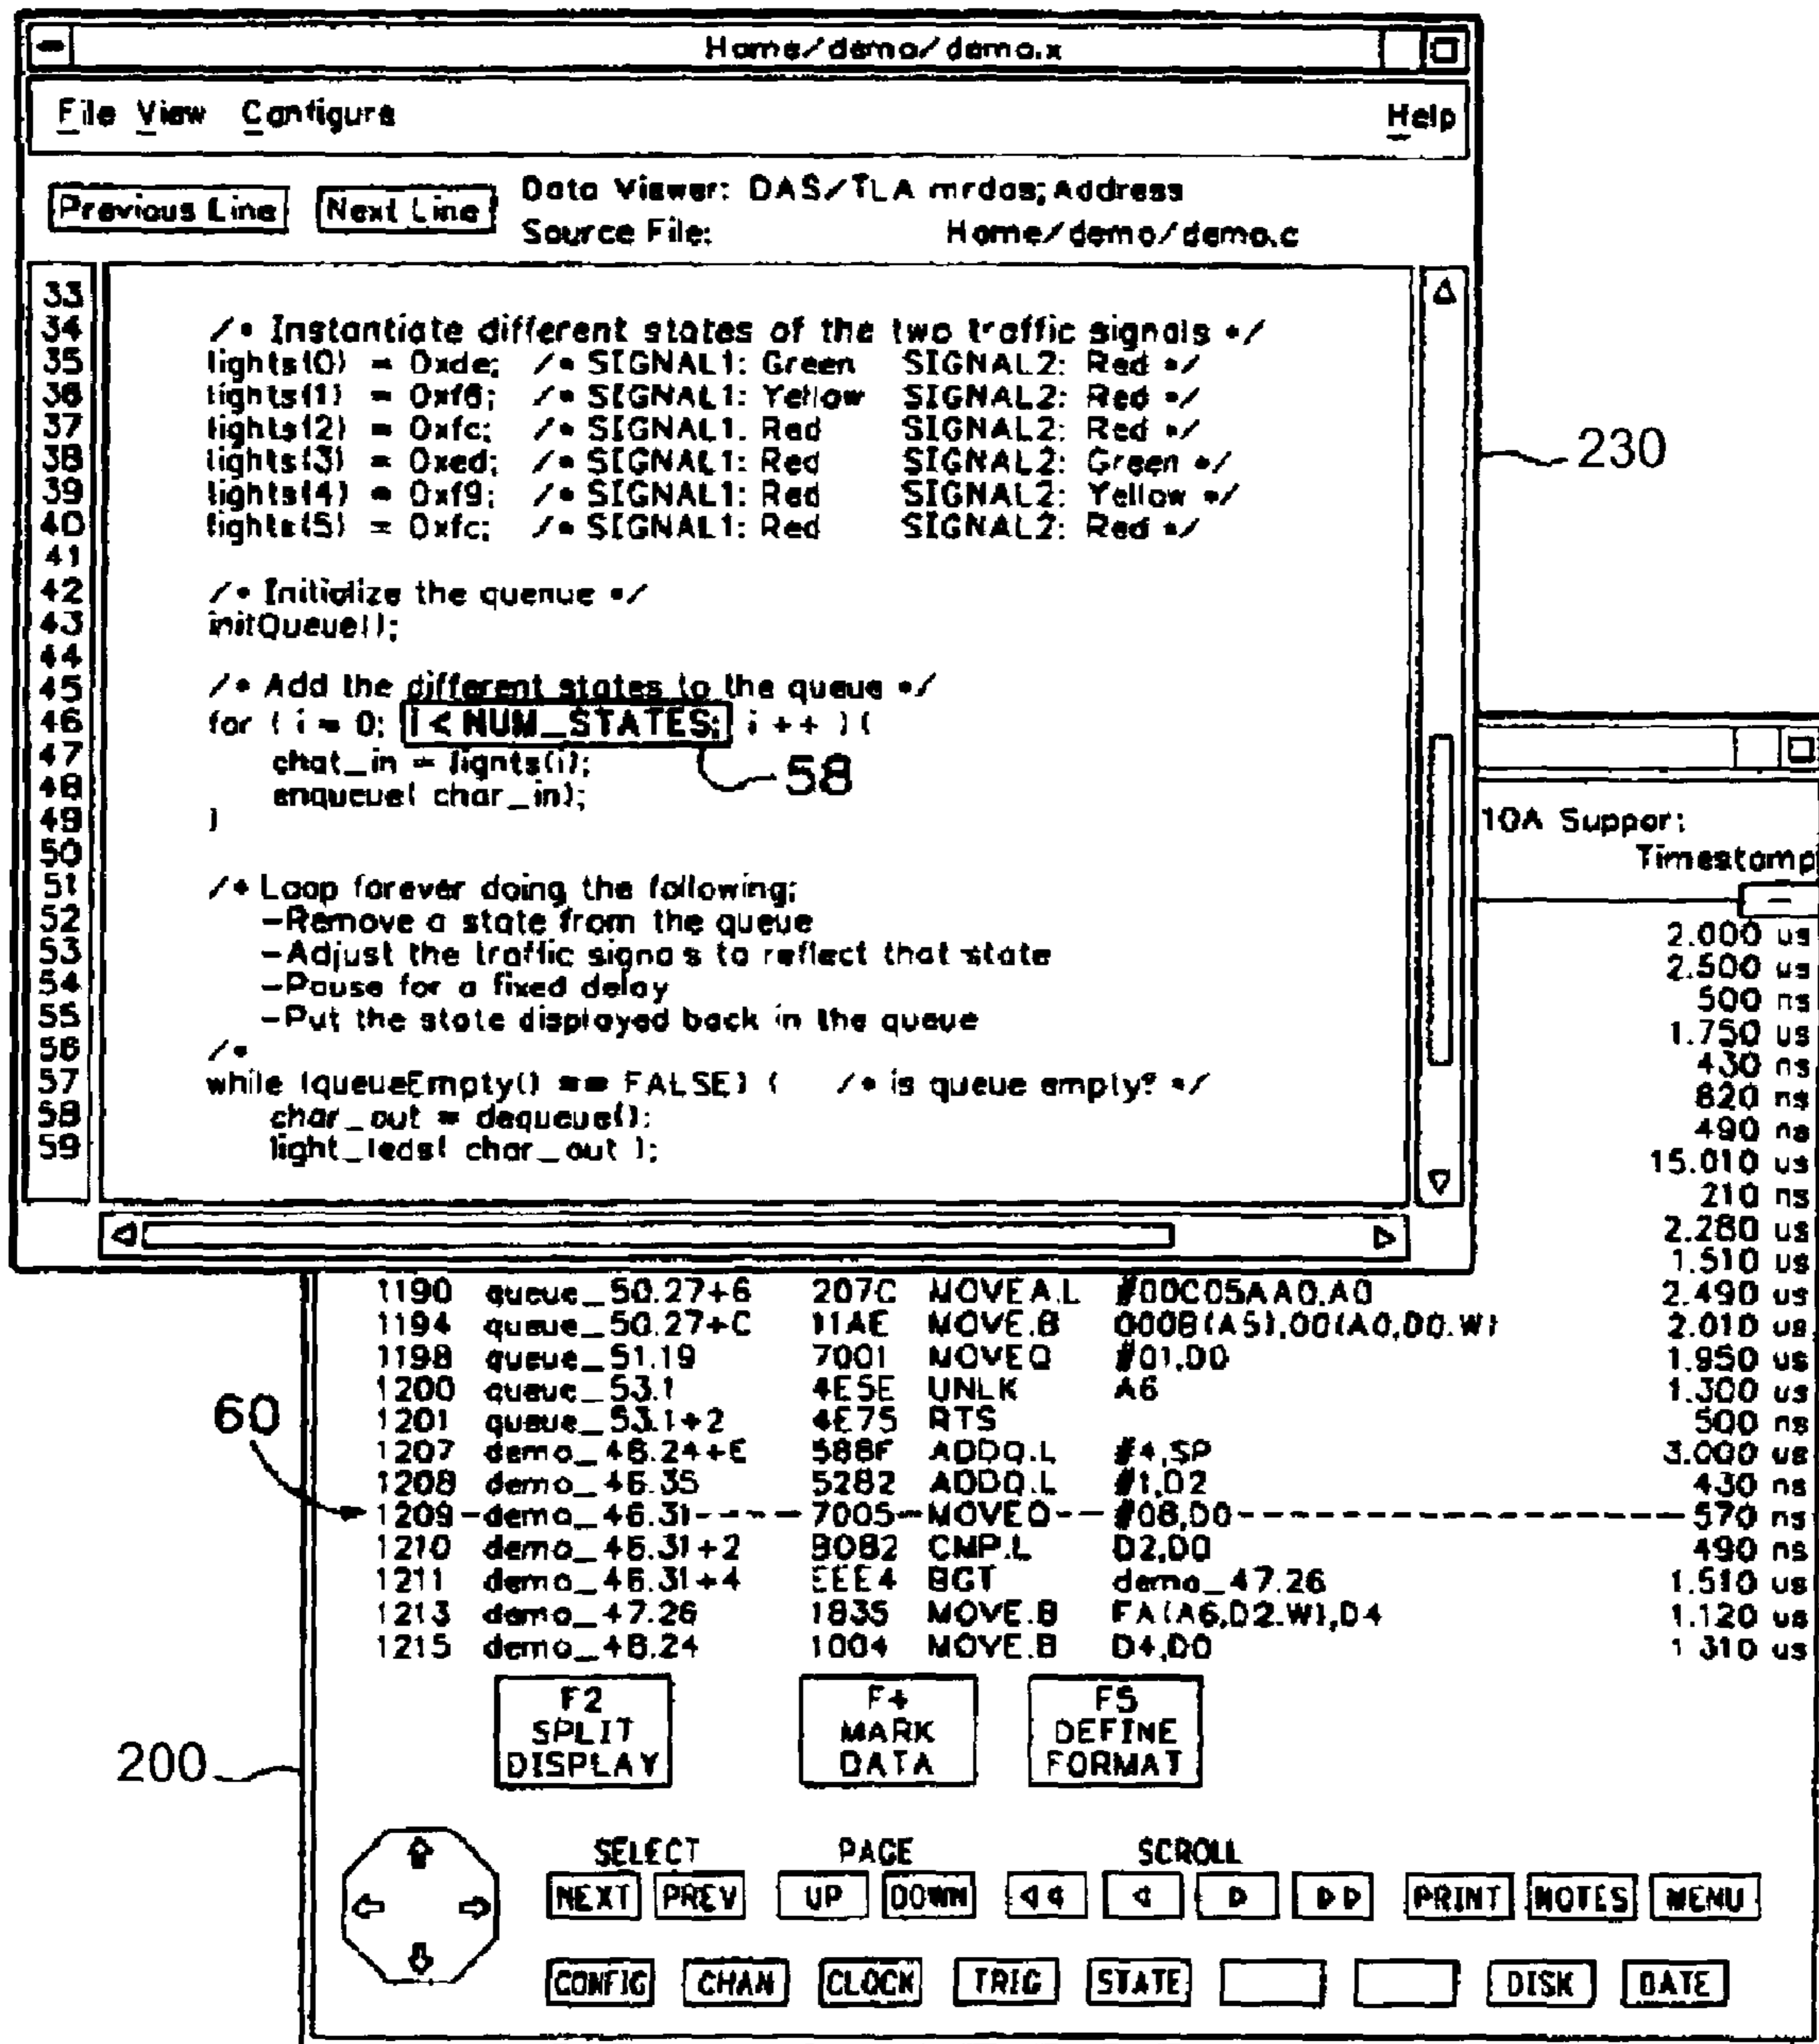 Home/demo/demo.x
File View Configure Help
Previous Line Next Line Data Viewer: DAS/TLA mrdas; Address
Source File: Home/demo/demo.c
33
34 /* Instantiate different states of the two traffic signals */
35 lights(0) = 0xde; /* SIGNAL1: Green SIGNAL2: Red */
36 lights(1) = 0xf6; /* SIGNAL1: Yellow SIGNAL2: Red */
37 lights(2) = 0xfc; /* SIGNAL1. Red SIGNAL2: Red */
38 lights(3) = 0xed; /* SIGNAL1: Red SIGNAL2: Green */
39 lights(4) = 0xf9; /* SIGNAL1: Red SIGNAL2: Yellow */
40 lights(5) = 0xfc; /* SIGNAL1: Red SIGNAL2: Red */
41
42 /* Initialize the quenue */
43 initQueue();
44
45 /* Add the different states to the queue */
46 for ( i = 0; i < NUM_STATES; i ++ ) (
47 chat_in = lignts(i);
48 enqueue( char_in);
49 )
50
51 /* Loop forever doing the following;
52 -Remove a state from the queue
53 -Adjust the traffic signa s to reflect that state
54 -Pause for a fixed delay
55 -Put the state displayed back in the queue
56 /*
57 while (queueEmpty() == FALSE) ( /* is queue empty? */
58 char_out = dequeue();
59 light_leds( char_out );
230
58
10A Suppor:
Timestamp
-
2.000 us
2.500 us
500 ns
1.750 us
430 ns
820 ns
490 ns
15.010 us
210 ns
2.280 us
1.510 us
1190 queue_50.27+6 207C MOVEA.L #00C05AA0.A0 2.490 us
1194 queue_50.27+C 11AE MOVE.B 000B(A5),00(A0,D0.W) 2.010 us
1198 queue_51.19 7001 MOVEQ #01,D0 1.950 us
1200 queue_53.1 4E5E UNLK A6 1.300 us
1201 queue_53.1+2 4E75 RTS 500 ns
1207 demo_48.24+E 588F ADDQ.L #4,SP 3.000 us
1208 demo_46.35 5282 ADDQ.L #1,D2 430 ns
60
1209-demo_46.31----7005--MOVEQ--#08,D0--------------570 ns
1210 demo_46.31+2 B082 CMP.L D2,D0 490 ns
1211 demo_46.31+4 EEE4 BGT demo_47.26 1.510 us
1213 demo_47.26 1835 MOVE.B FA(A6,D2.W),D4 1.120 us
1215 demo_48.24 1004 MOVE.B D4,D0 1 310 us
F2 SPLIT DISPLAY
F4 MARK DATA
F5 DEFINE FORMAT
200
SELECT PAGE SCROLL
NEXT PREV UP DOWN PRINT NOTES MENU
CONFIG CHAN CLOCK TRIG STATE DISK DATE